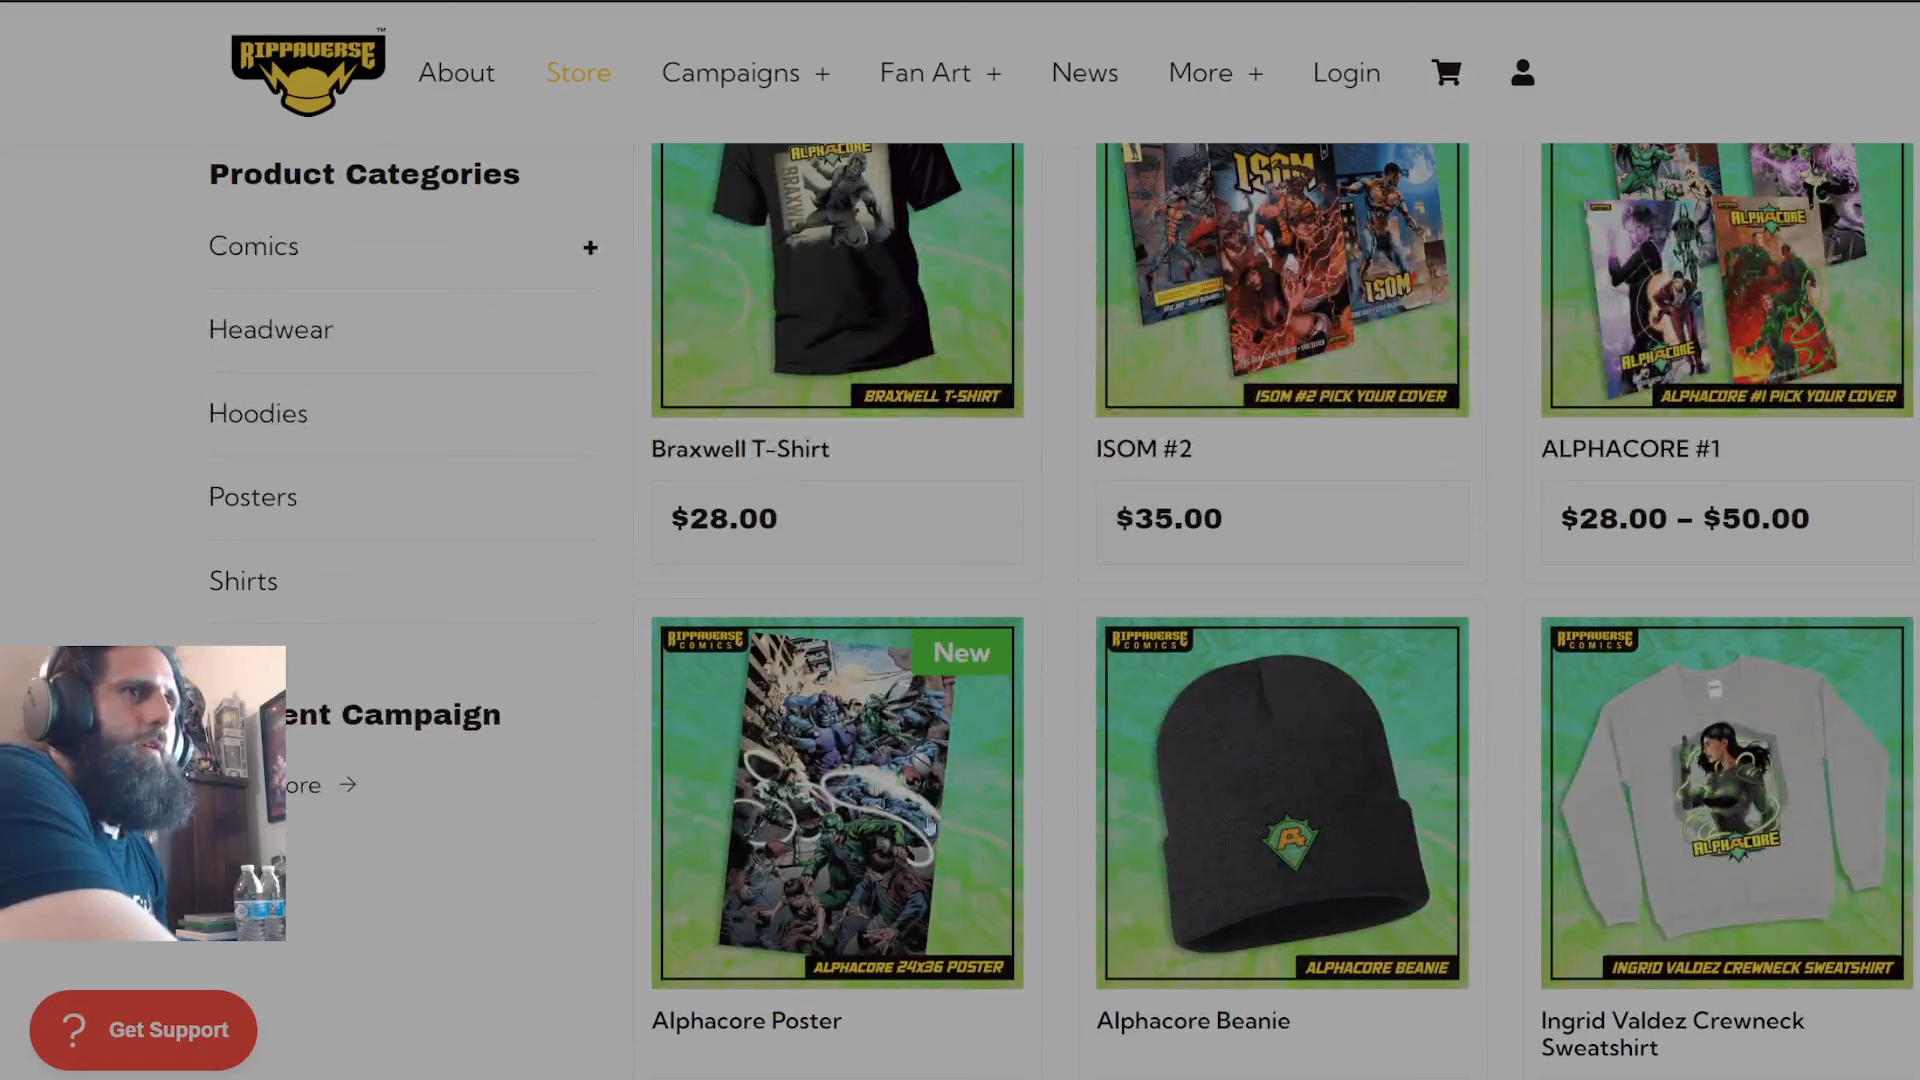 RIPPAVERSE
TM
About
Store
Campaigns +
Fan Art +
News
More +
Login
Product Categories
Comics
+
Headwear
Hoodies
Posters
Shirts
ent Campaign
ore →
? Get Support
ALPHACORE
BRAXWELL
BRAXWELL T-SHIRT
Braxwell T-Shirt
$28.00
ISOM
ISOM
ISOM #2 PICK YOUR COVER
ISOM #2
$35.00
ALPHACORE
ALPHACORE
ALPHACORE #1 PICK YOUR COVER
ALPHACORE #1
$28.00 – $50.00
RIPPAVERSE
COMICS
New
ALPHACORE 24X36 POSTER
Alphacore Poster
RIPPAVERSE
COMICS
A
ALPHACORE BEANIE
Alphacore Beanie
RIPPAVERSE
COMICS
ALPHACORE
INGRID VALDEZ CREWNECK SWEATSHIRT
Ingrid Valdez Crewneck
Sweatshirt